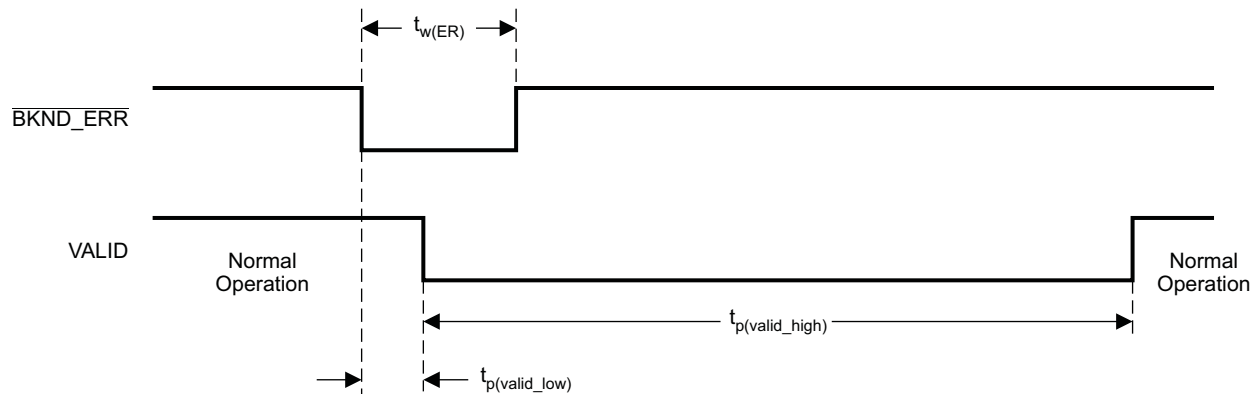 t_w(ER)
BKND_ERR
VALID
Normal
Operation
Normal
Operation
t_p(valid_high)
t_p(valid_low)